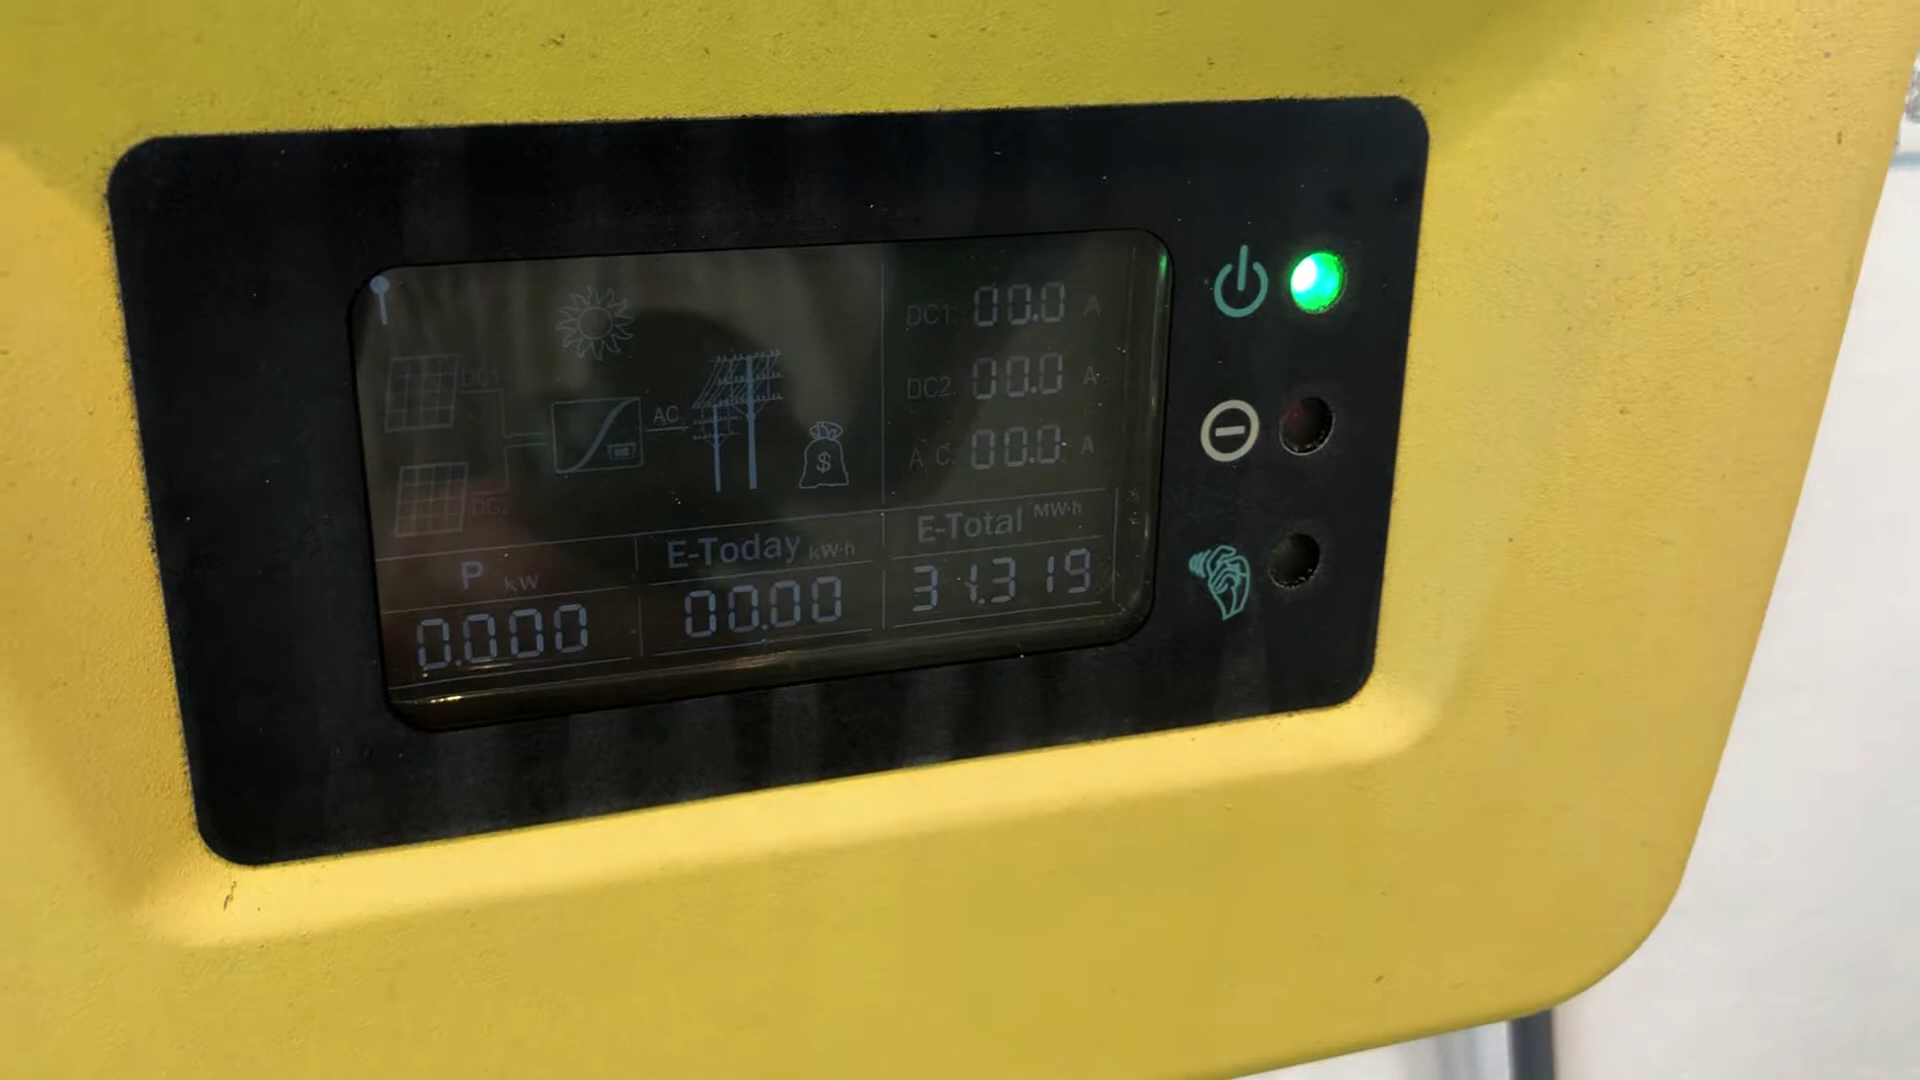 DC1
DC2
AC
$
DC1: 00.0 A
DC2: 00.0 A
A C: 00.0 A
P kW
0.000
E-Today kW·h
00.00
E-Total MW·h
31.319